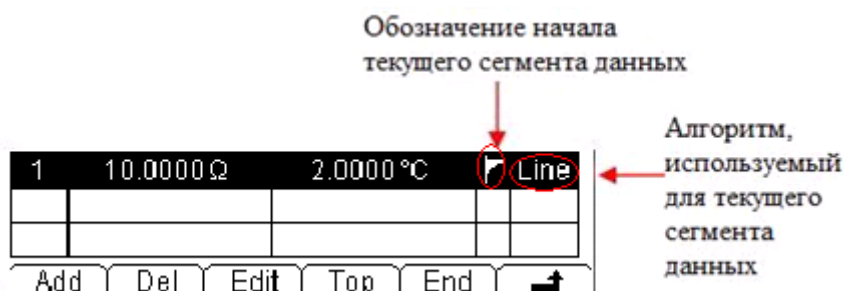 Обозначение начала
текущего сегмента данных
Алгоритм,
используемый
для текущего
сегмента
данных
1 10.0000Ω 2.0000°C Line
Add Del Edit Top End